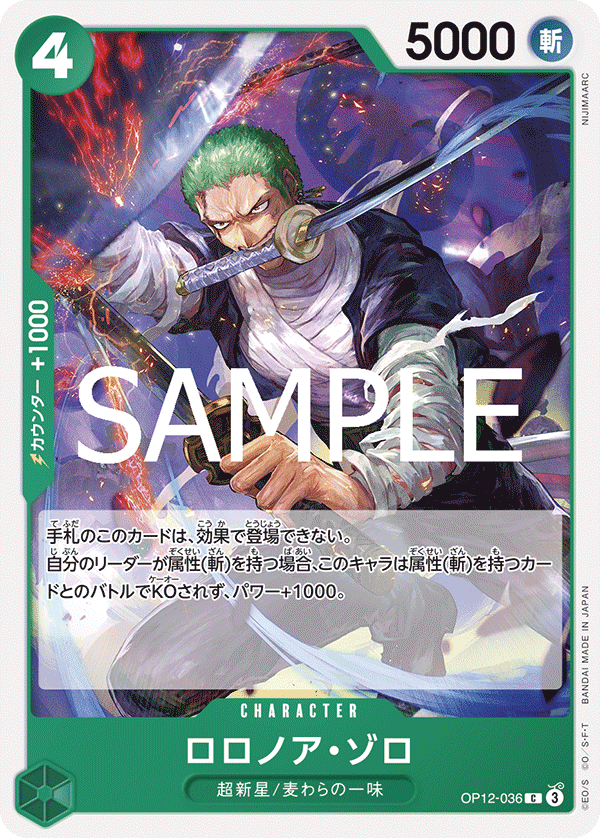 4
5000 斬
NIJIMAARC
カウンター +1000
SAMPLE
手札のこのカードは、効果で登場できない。
自分のリーダーが属性(斬)を持つ場合、このキャラは属性(斬)を持つカー
ドとのバトルでKOされず、パワー+1000。
CHARACTER
ロロノア・ゾロ
超新星/麦わらの一味
OP12-036 C 3
©EO/S ©O/S・F・T BANDAI MADE IN JAPAN